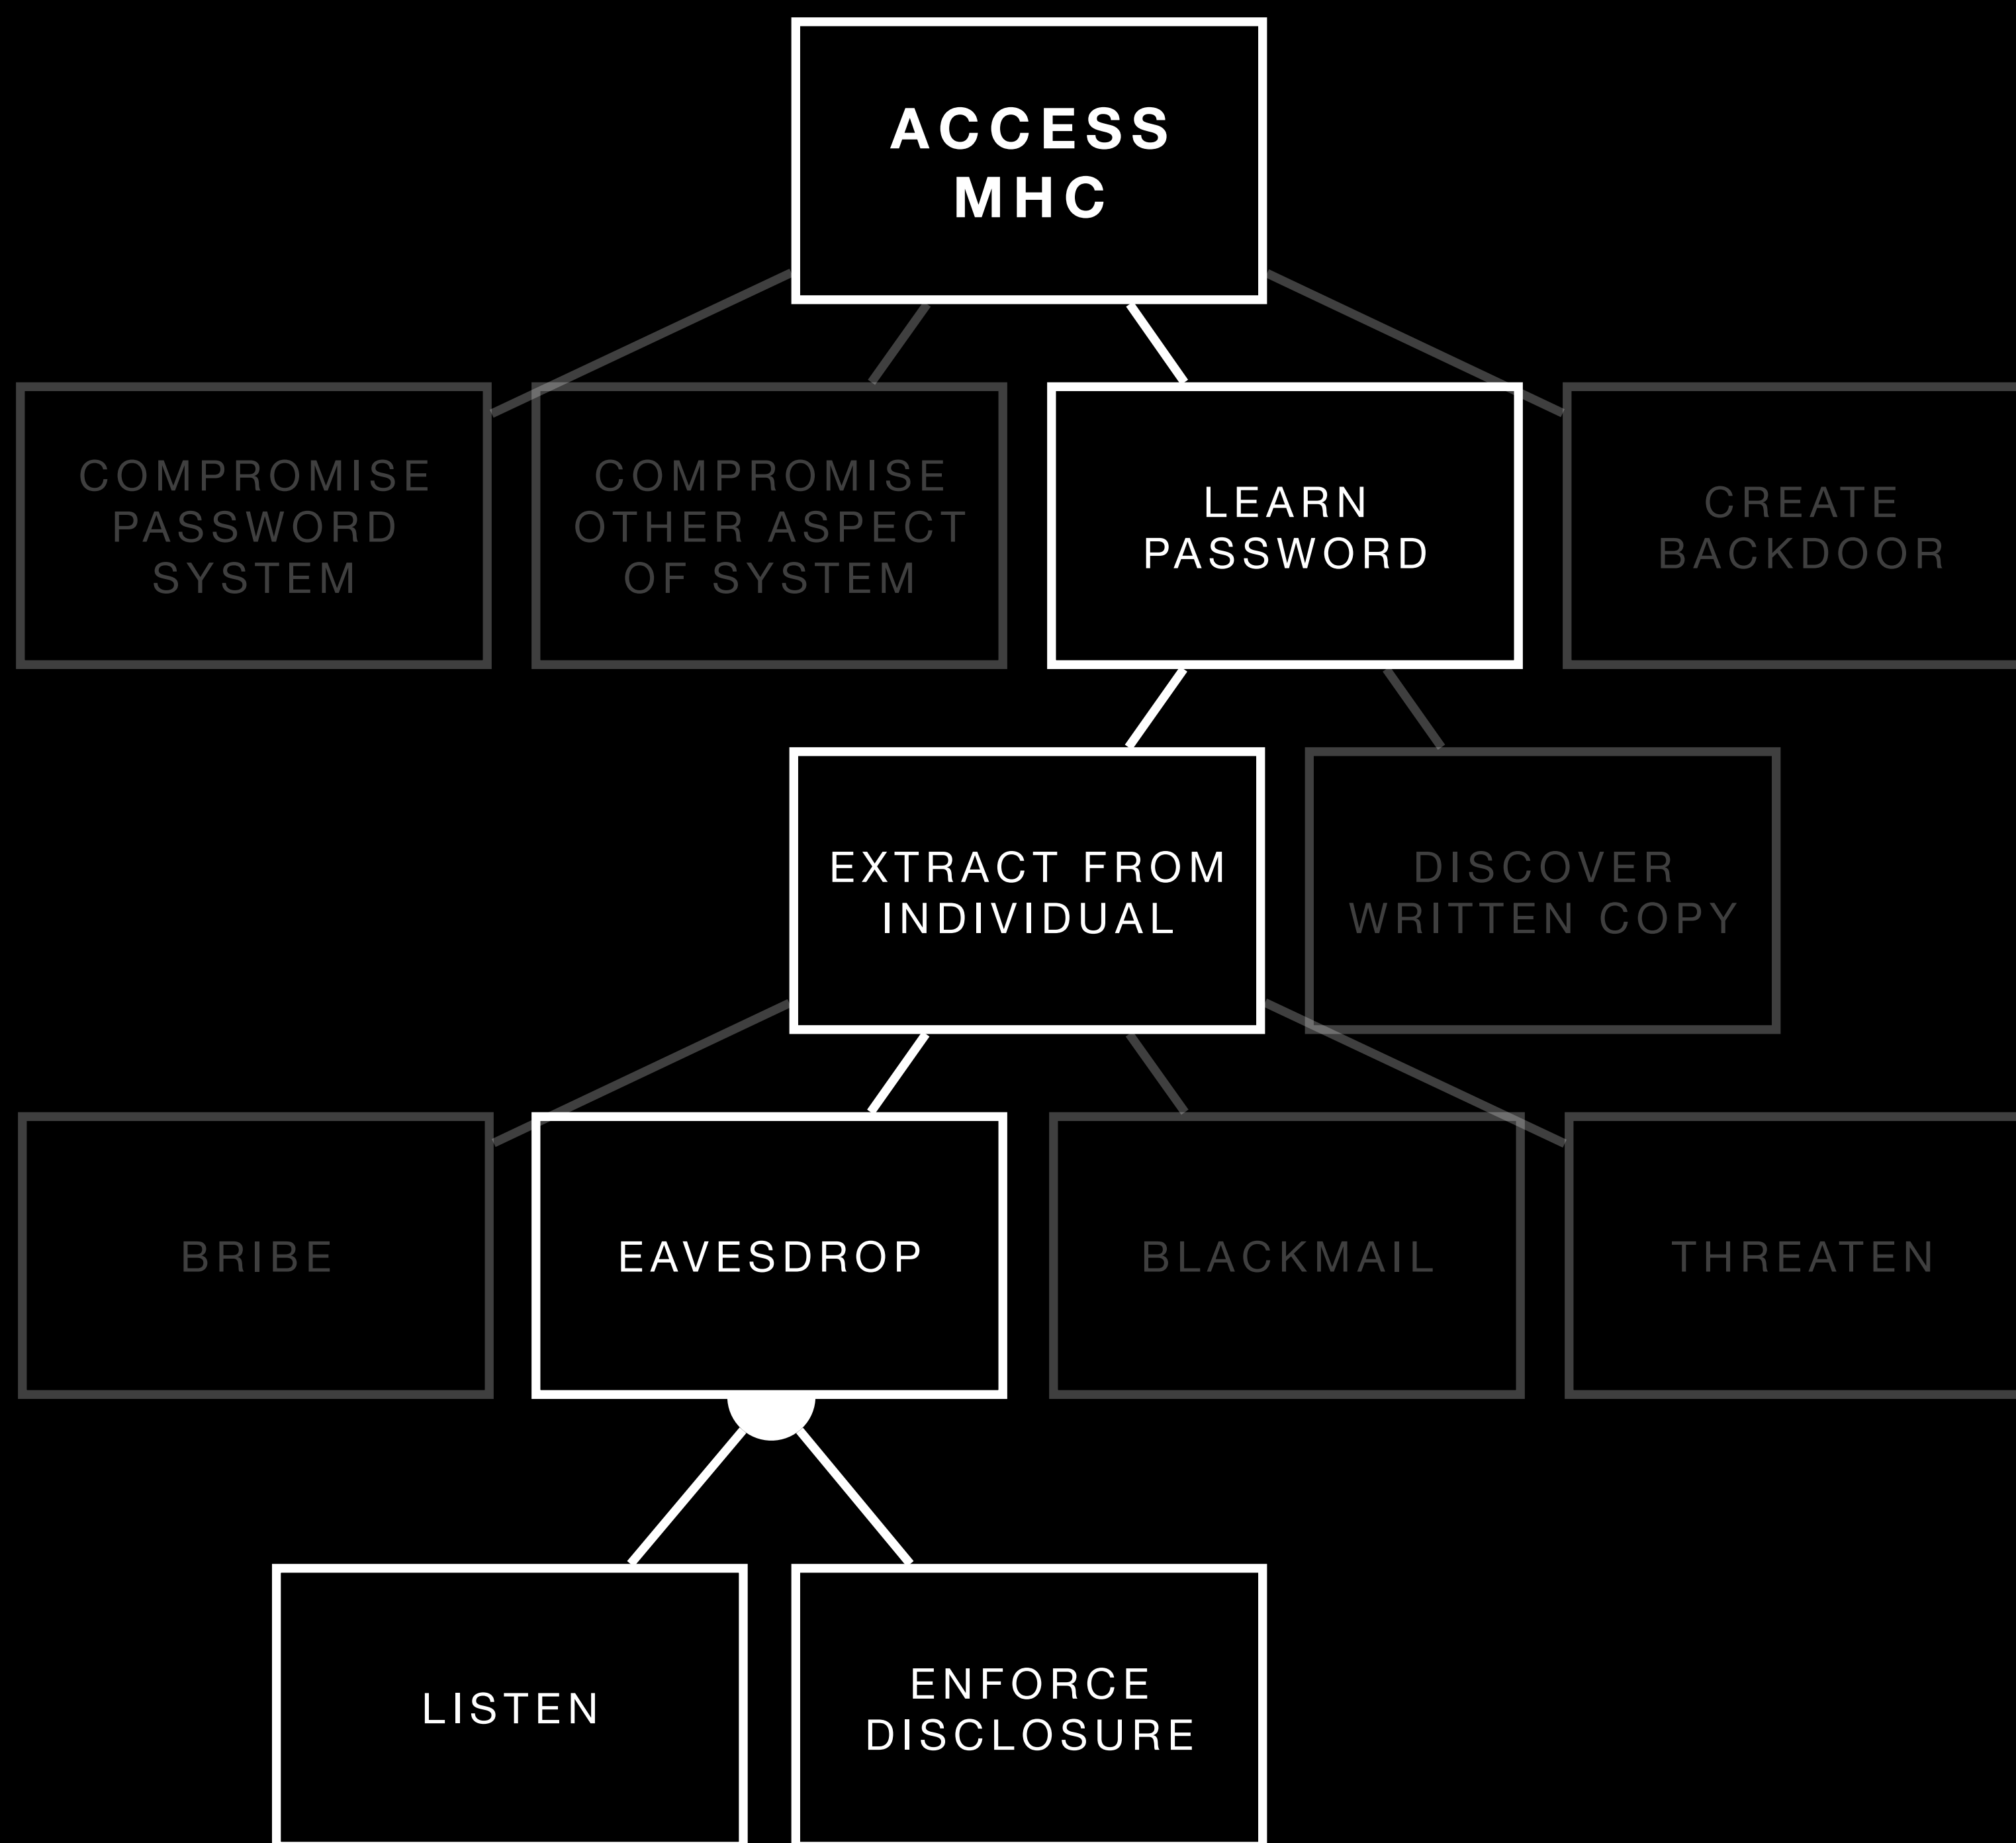 ACCESS
MHC
COMPROMISE
PASSWORD
SYSTEM
COMPROMISE
OTHER ASPECT
OF SYSTEM
LEARN
PASSWORD
CREATE
BACKDOOR
EXTRACT FROM
INDIVIDUAL
DISCOVER
WRITTEN COPY
BRIBE
EAVESDROP
BLACKMAIL
THREATEN
LISTEN
ENFORCE
DISCLOSURE